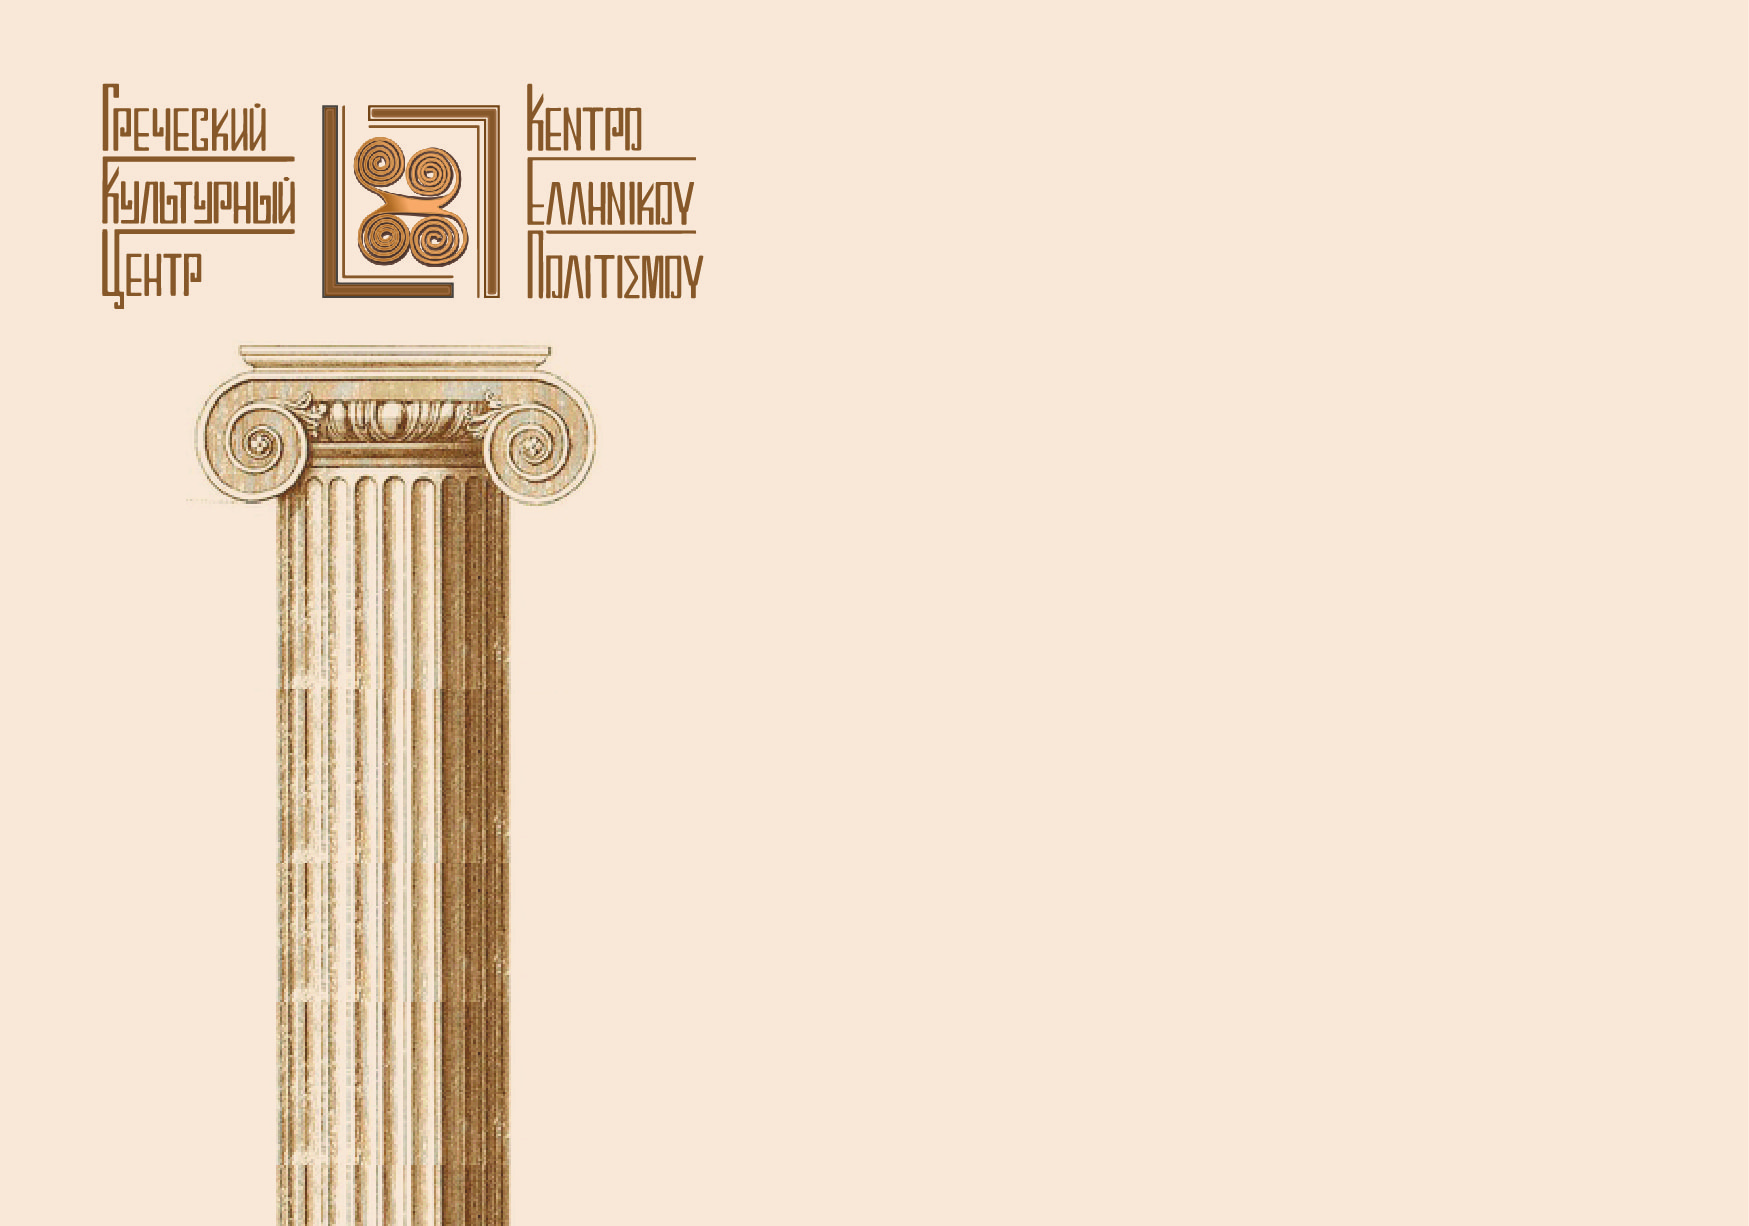 Греческий
Культурный
Центр
Κεντρο
Ελληνικου
Πολιτισμου